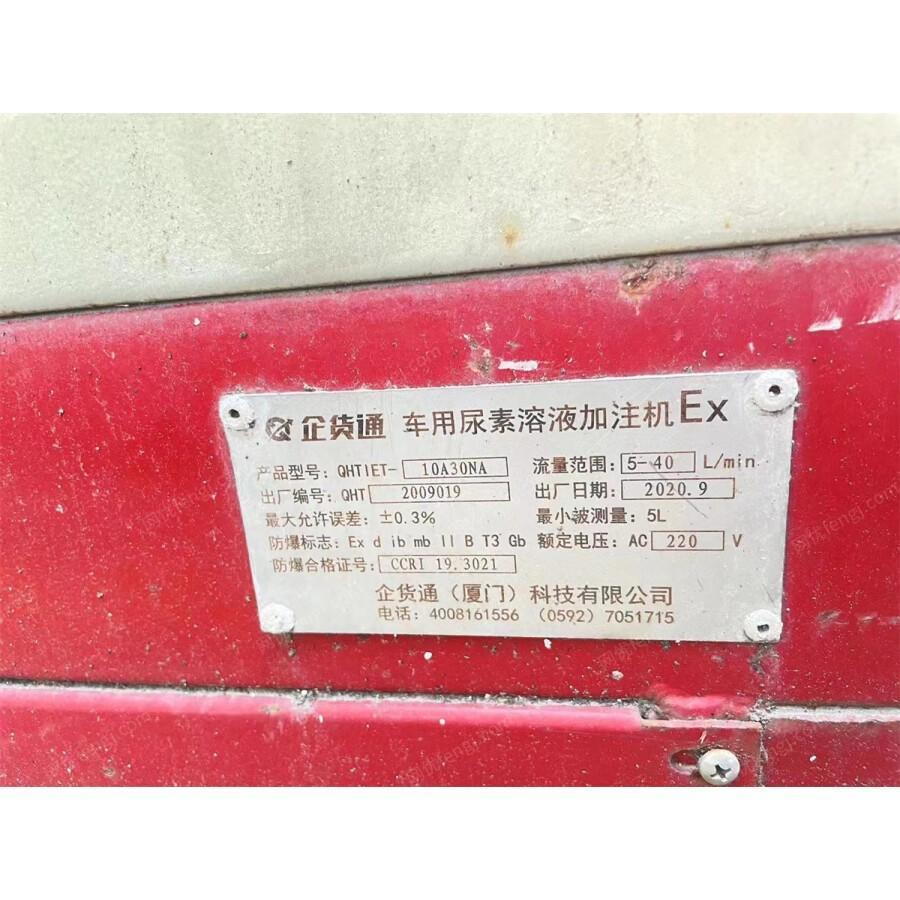 企货通 车用尿素溶液加注机 Ex
产品型号: QHT1ET- 10A30NA 流量范围: 5-40 L/min
出厂编号: QHT 2009019 出厂日期: 2020.9
最大允许误差: ±0.3% 最小被测量: 5L
防爆标志: Ex d ib mb II B T3 Gb 额定电压: AC 220 V
防爆合格证号: CCRI 19.3021
企货通（厦门）科技有限公司
电话: 4008161556 (0592) 7051715